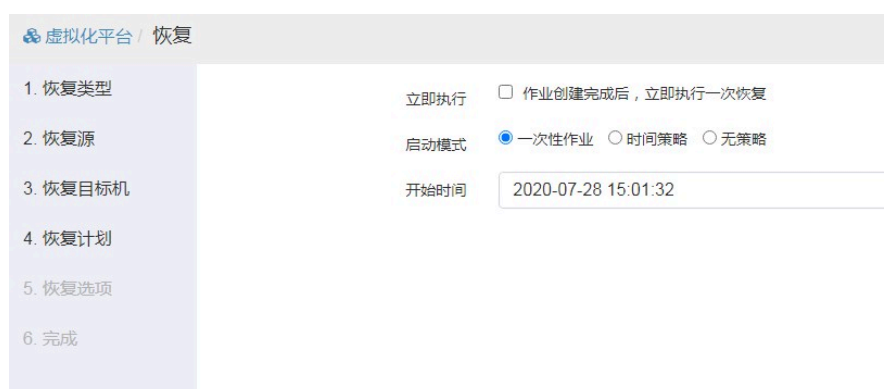 虚拟化平台 / 恢复
1. 恢复类型
2. 恢复源
3. 恢复目标机
4. 恢复计划
5. 恢复选项
6. 完成
立即执行 作业创建完成后，立即执行一次恢复
启动模式 一次性作业 时间策略 无策略
开始时间 2020-07-28 15:01:32